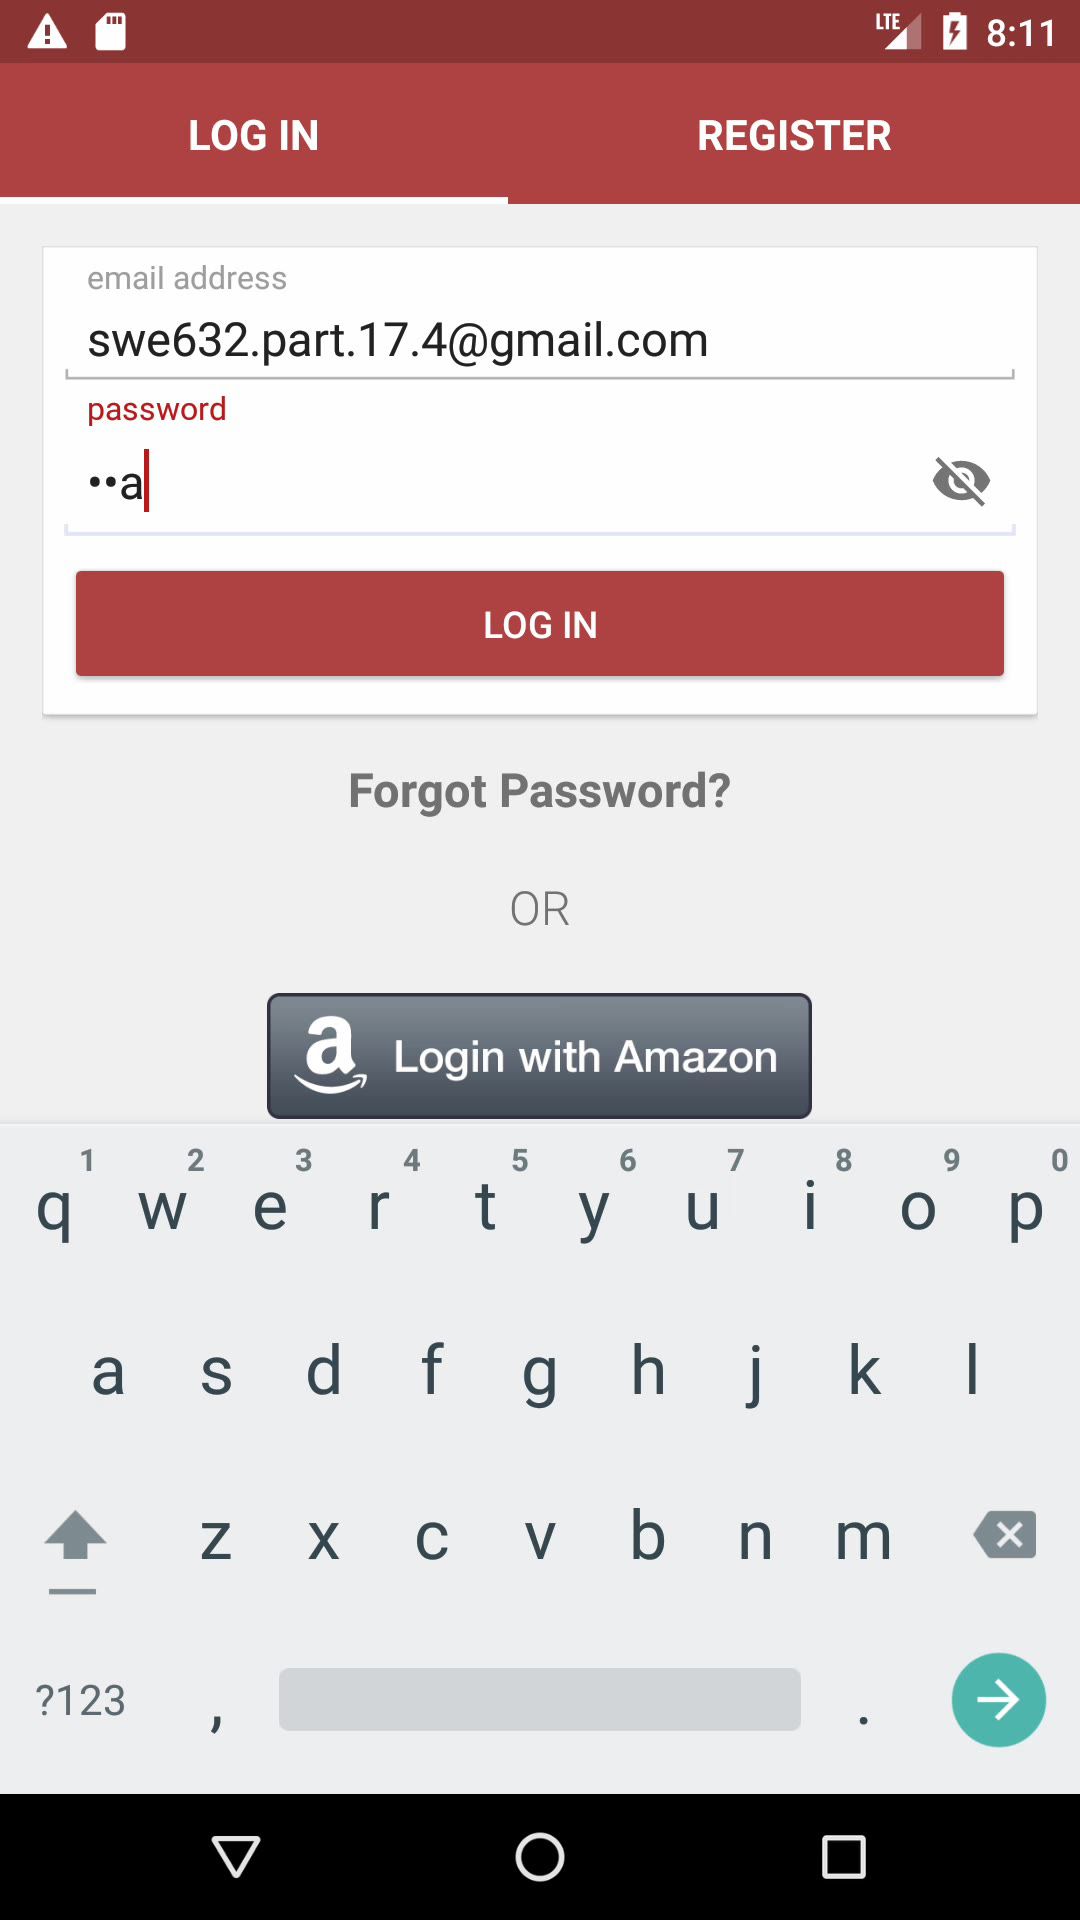 LTE 8:11
LOG IN REGISTER
email address
swe632.part.17.4@gmail.com
password
••a
LOG IN
Forgot Password?
OR
a Login with Amazon
1 2 3 4 5 6 7 8 9 0
q w e r t y u i o p
a s d f g h j k l
z x c v b n m
?123 , .